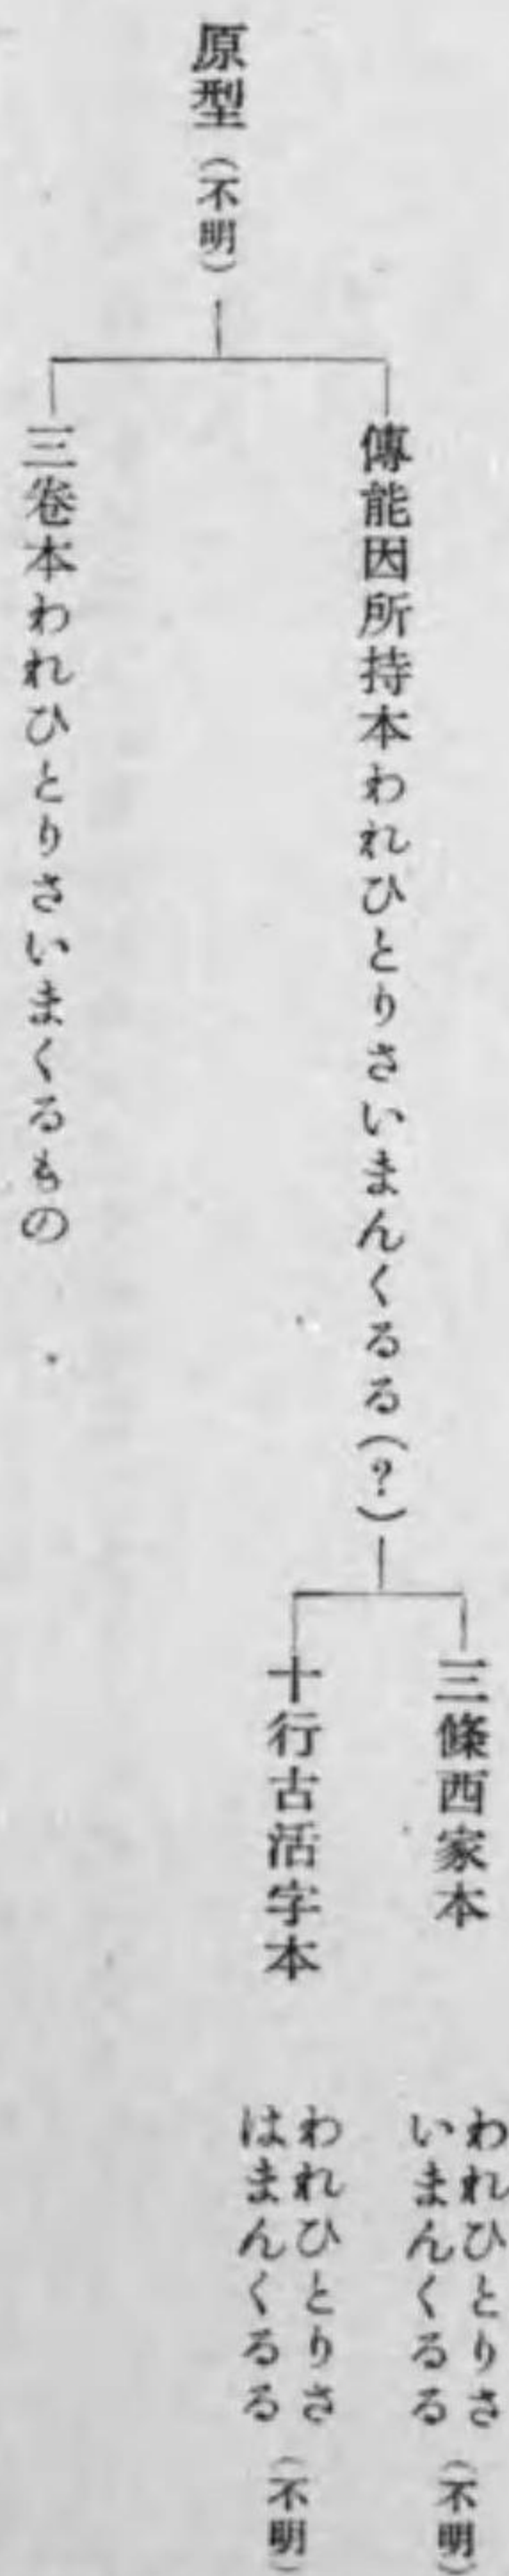 原型（不明）
傳能因所持本われひとりさいまんくるる（？）
三條西家本
われひとりさ
いまんくるる（不明）
十行古活字本
われひとりさ
はまんくるる（不明）
三卷本われひとりさいまくるもの